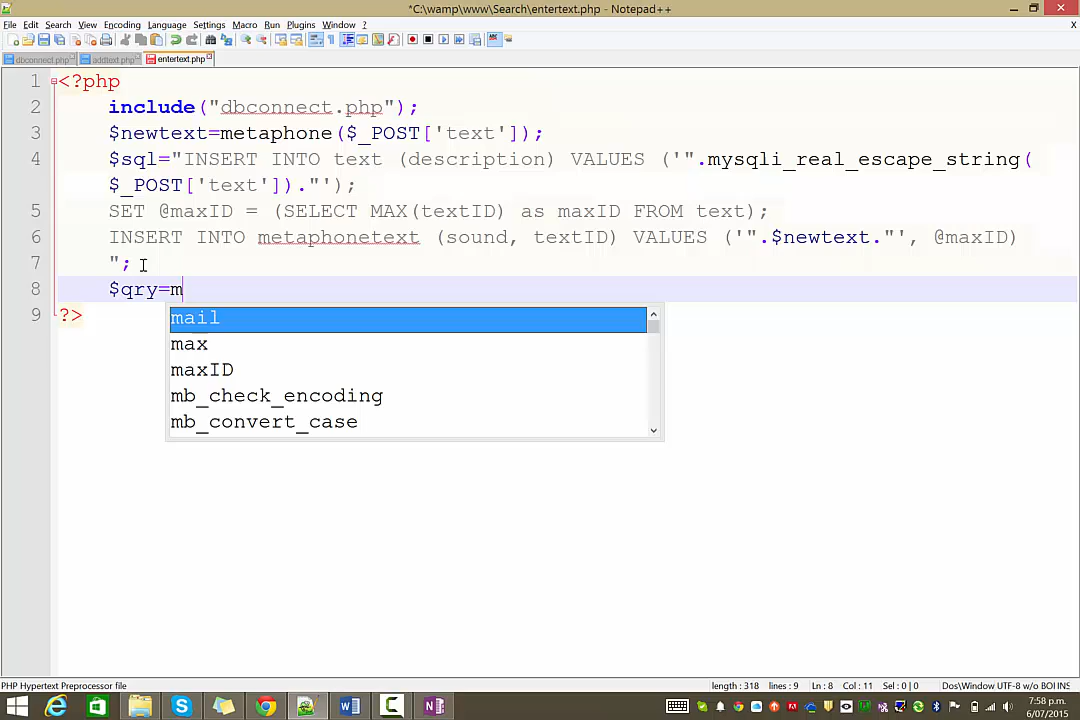 *C:\wamp\www\Search\entertext.php - Notepad++
File Edit Search View Encoding Language Settings Macro Run Plugins Window ? X
dbconnect.php addtext.php entertext.php
1 <?php
2 include("dbconnect.php");
3 $newtext=metaphone($_POST['text']);
4 $sql="INSERT INTO text (description) VALUES ('".mysqli_real_escape_string(
$_POST['text'])."');
5 SET @maxID = (SELECT MAX(textID) as maxID FROM text);
6 INSERT INTO metaphonetext (sound, textID) VALUES ('".$newtext."', @maxID)
7 ";
8 $qry=m
9 ?>
mail
max
maxID
mb_check_encoding
mb_convert_case
PHP Hypertext Preprocessor file length : 318 lines : 9 Ln : 8 Col : 11 Sel : 0 | 0 Dos\Windows UTF-8 w/o BOM INS
7:58 p.m.
6/07/2015